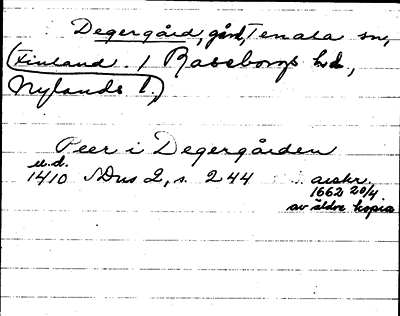 Degergård, gård, Tenala sn,
(Finland.) Raseborgs hd,
Nylands l.)
Peer i Degergården
u.d.
1410 SDns 2, s. 244 avskr.
1662 20/4
av äldre kopia